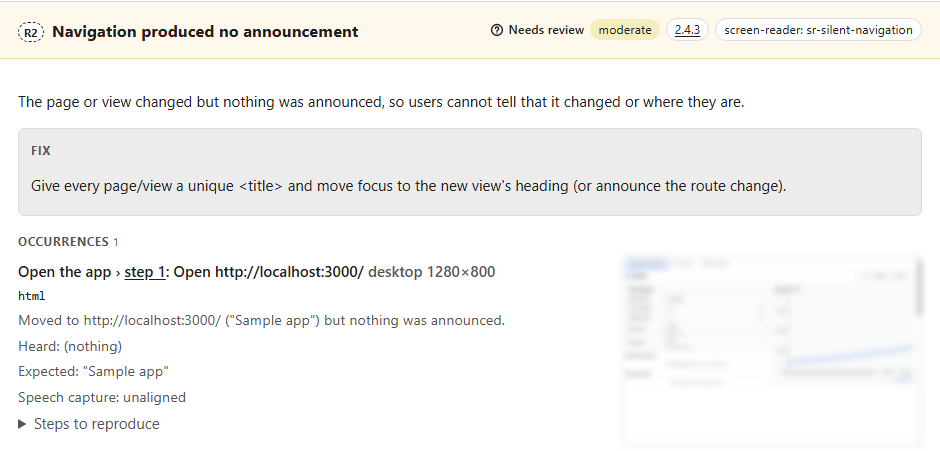 R2 Navigation produced no announcement
Needs review moderate 2.4.3 screen-reader: sr-silent-navigation
The page or view changed but nothing was announced, so users cannot tell that it changed or where they are.
FIX
Give every page/view a unique <title> and move focus to the new view's heading (or announce the route change).
OCCURRENCES 1
Open the app › step 1: Open http://localhost:3000/ desktop 1280×800
html
Moved to http://localhost:3000/ ("Sample app") but nothing was announced.
Heard: (nothing)
Expected: "Sample app"
Speech capture: unaligned
▶ Steps to reproduce